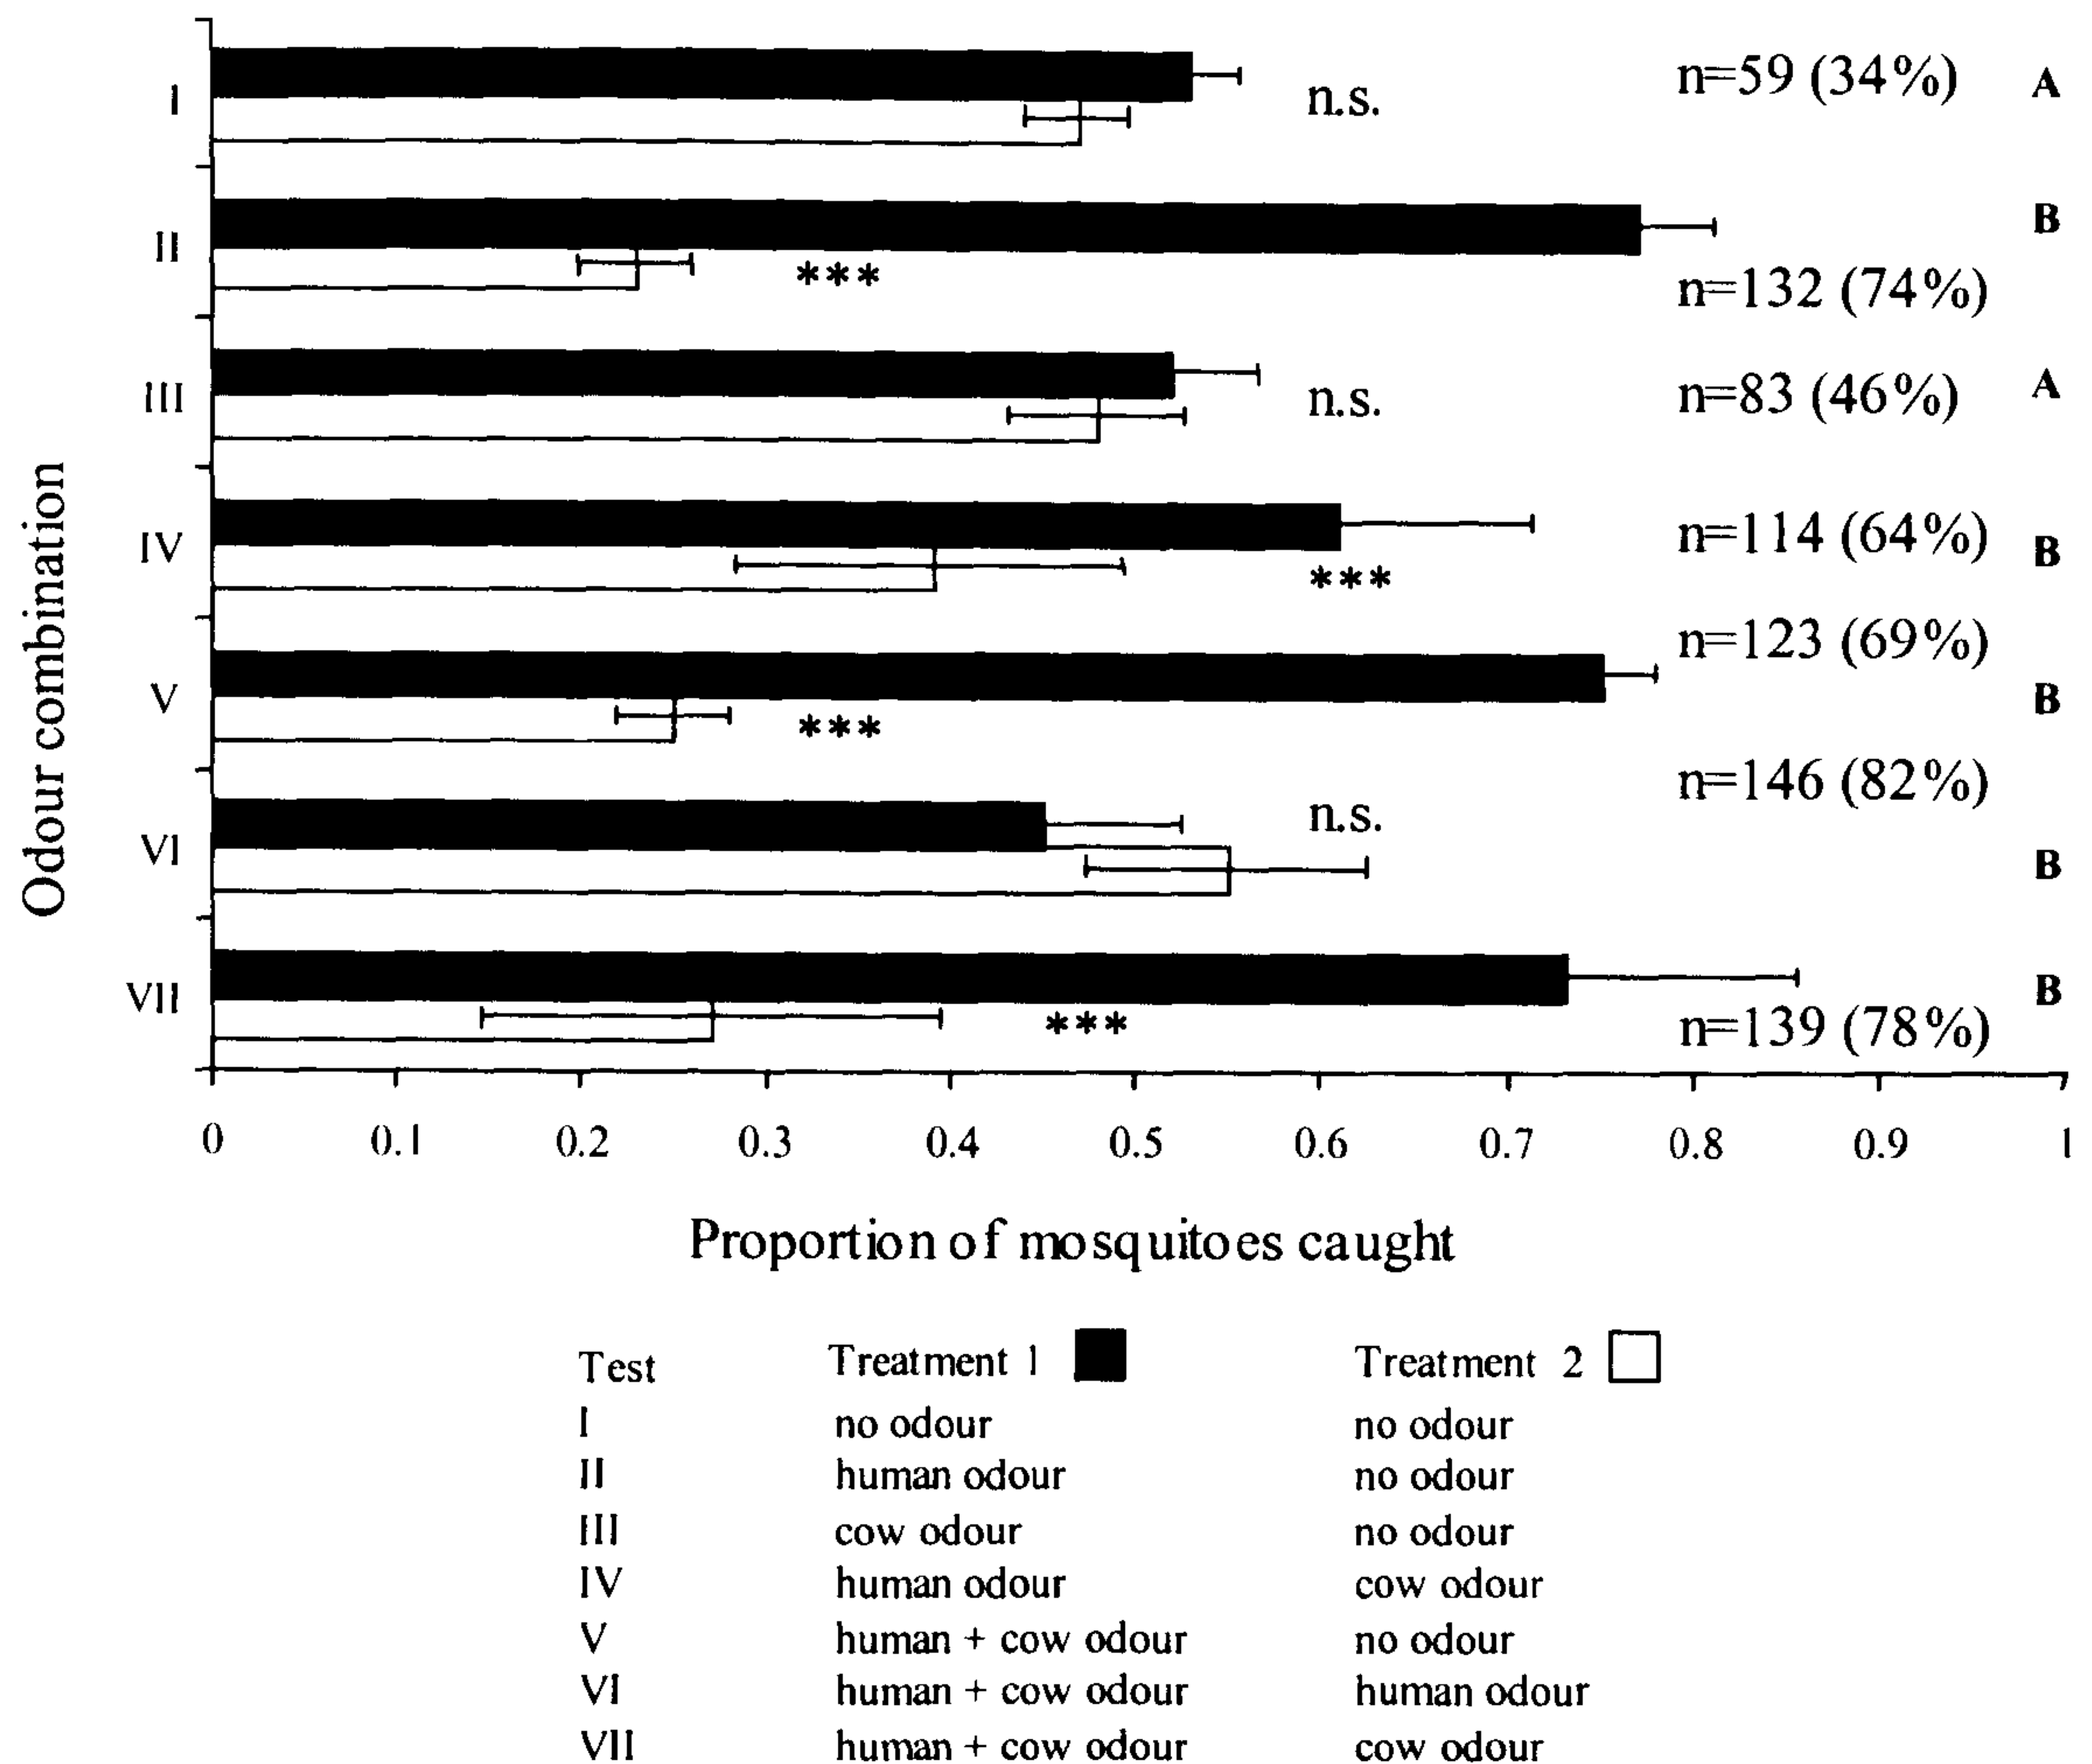 I n.s. n=59 (34%) A
B
II *** n=132 (74%)
III n.s. n=83 (46%) A
IV *** n=114 (64%) B
n=123 (69%)
V *** B
n=146 (82%)
VI n.s. B
VII *** B
n=139 (78%)
Odour combination
0 0.1 0.2 0.3 0.4 0.5 0.6 0.7 0.8 0.9 1
Proportion of mosquitoes caught
Test Treatment 1 Treatment 2
I no odour no odour
II human odour no odour
III cow odour no odour
IV human odour cow odour
V human + cow odour no odour
VI human + cow odour human odour
VII human + cow odour cow odour